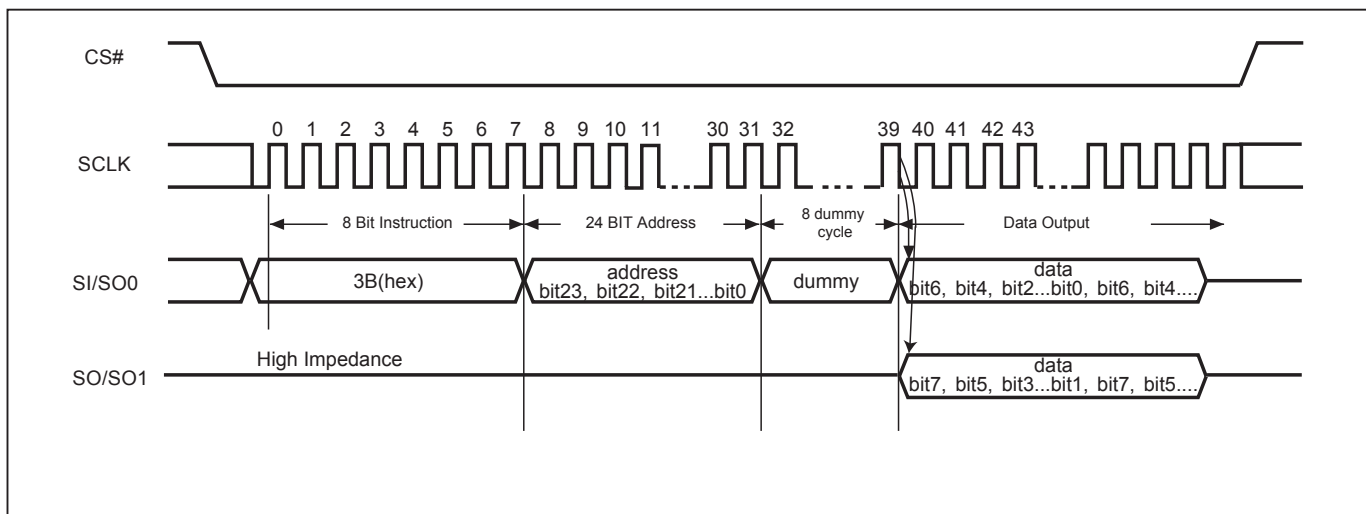 CS#
0 1 2 3 4 5 6 7 8 9 10 11 30 31 32 39 40 41 42 43
SCLK
8 Bit Instruction
24 BIT Address
8 dummy
cycle
Data Output
SI/SO0
3B(hex)
address
bit23, bit22, bit21...bit0
dummy
data
bit6, bit4, bit2...bit0, bit6, bit4....
High Impedance
SO/SO1
data
bit7, bit5, bit3...bit1, bit7, bit5....